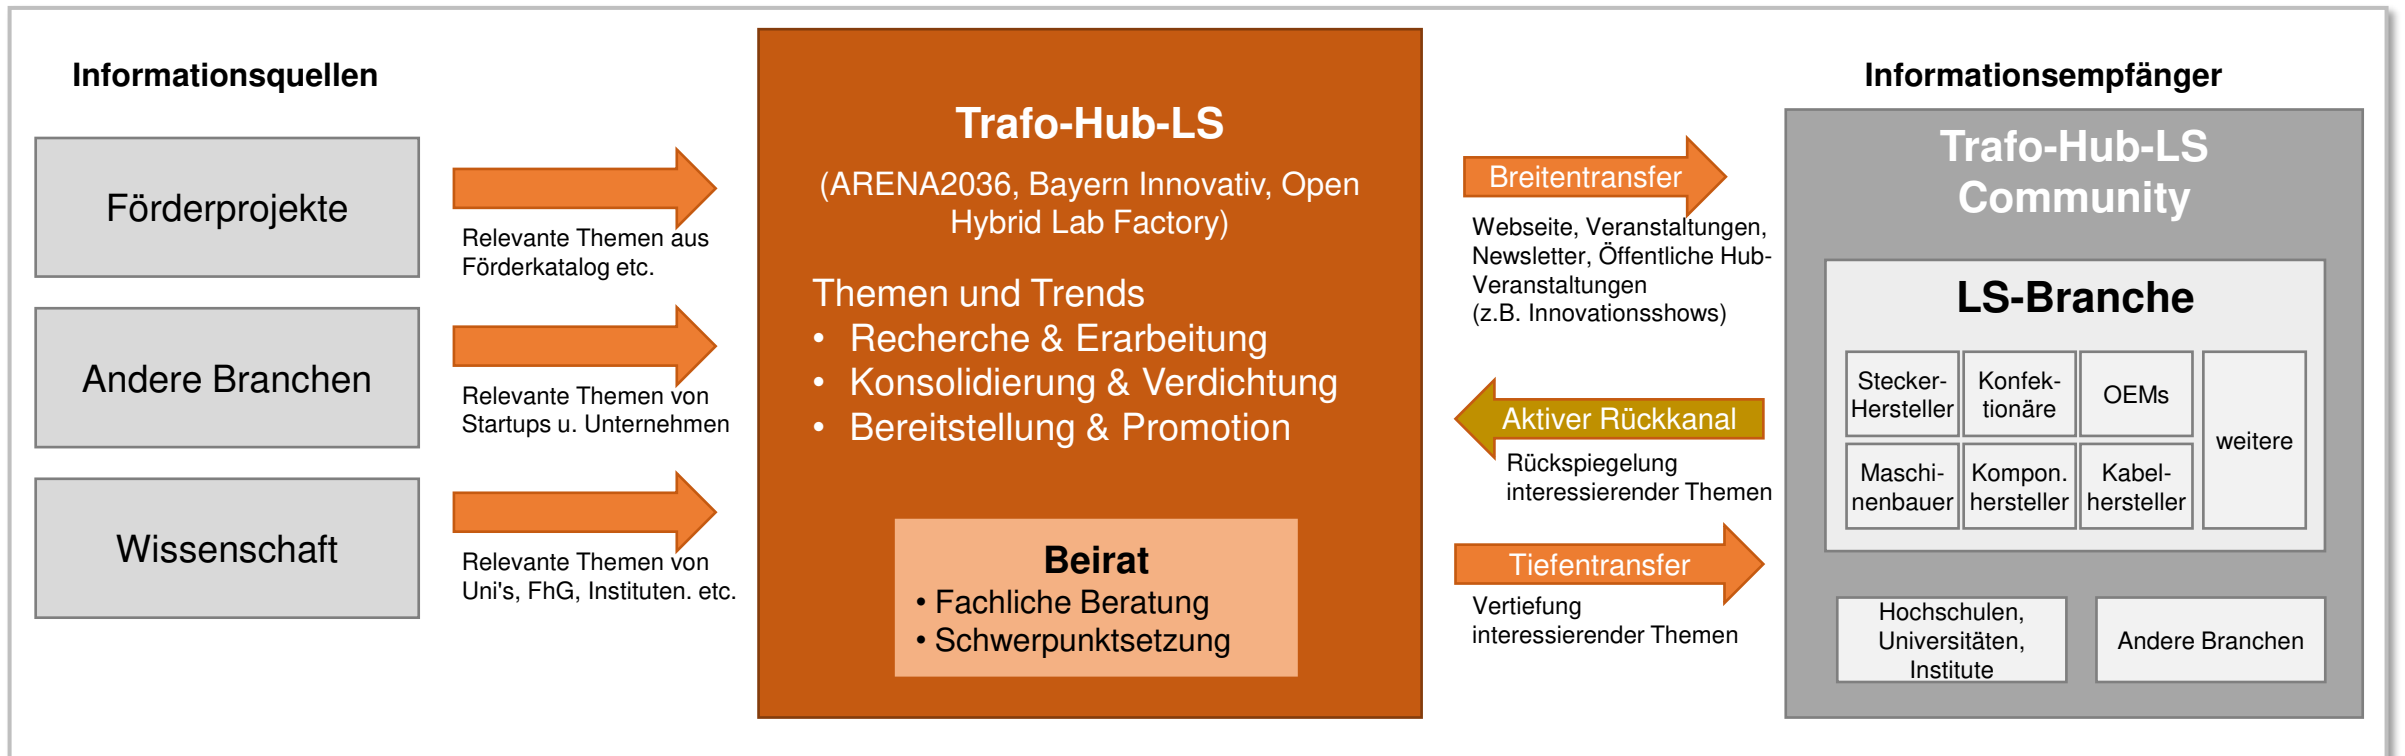 Informationsquellen
Förderprojekte
Relevante Themen aus
Förderkatalog etc.
Andere Branchen
Relevante Themen von
Startups u. Unternehmen
Wissenschaft
Relevante Themen von
Uni's, FhG, Instituten. etc.
Trafo-Hub-LS
(ARENA2036, Bayern Innovativ, Open
Hybrid Lab Factory)
Themen und Trends
• Recherche & Erarbeitung
• Konsolidierung & Verdichtung
• Bereitstellung & Promotion
Beirat
• Fachliche Beratung
• Schwerpunktsetzung
Breitentransfer
Webseite, Veranstaltungen,
Newsletter, Öffentliche Hub-
Veranstaltungen
(z.B. Innovationsshows)
Aktiver Rückkanal
Rückspiegelung
interessierender Themen
Tiefentransfer
Vertiefung
interessierender Themen
Informationsempfänger
Trafo-Hub-LS
Community
LS-Branche
Stecker-
Hersteller
Konfek-
tionäre
OEMs
weitere
Maschi-
nenbauer
Kompon.
hersteller
Kabel-
hersteller
Hochschulen,
Universitäten,
Institute
Andere Branchen